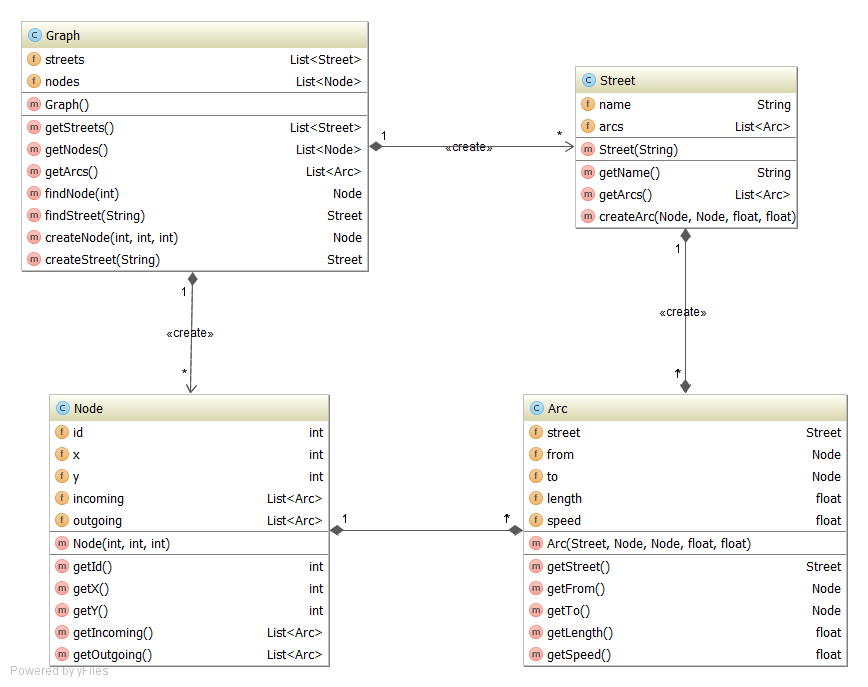 C Graph
f streets List<Street>
f nodes List<Node>
m Graph()
m getStreets() List<Street>
m getNodes() List<Node>
m getArcs() List<Arc>
m findNode(int) Node
m findStreet(String) Street
m createNode(int, int, int) Node
m createStreet(String) Street
1
«create»
*
C Street
f name String
f arcs List<Arc>
m Street(String)
m getName() String
m getArcs() List<Arc>
m createArc(Node, Node, float, float)
1
«create»
*
1
«create»
*
C Node
f id int
f x int
f y int
f incoming List<Arc>
f outgoing List<Arc>
m Node(int, int, int)
m getId() int
m getX() int
m getY() int
m getIncoming() List<Arc>
m getOutgoing() List<Arc>
1
C Arc
f street Street
f from Node
f to Node
f length float
f speed float
m Arc(Street, Node, Node, float, float)
m getStreet() Street
m getFrom() Node
m getTo() Node
m getLength() float
m getSpeed() float
Powered by yFiles